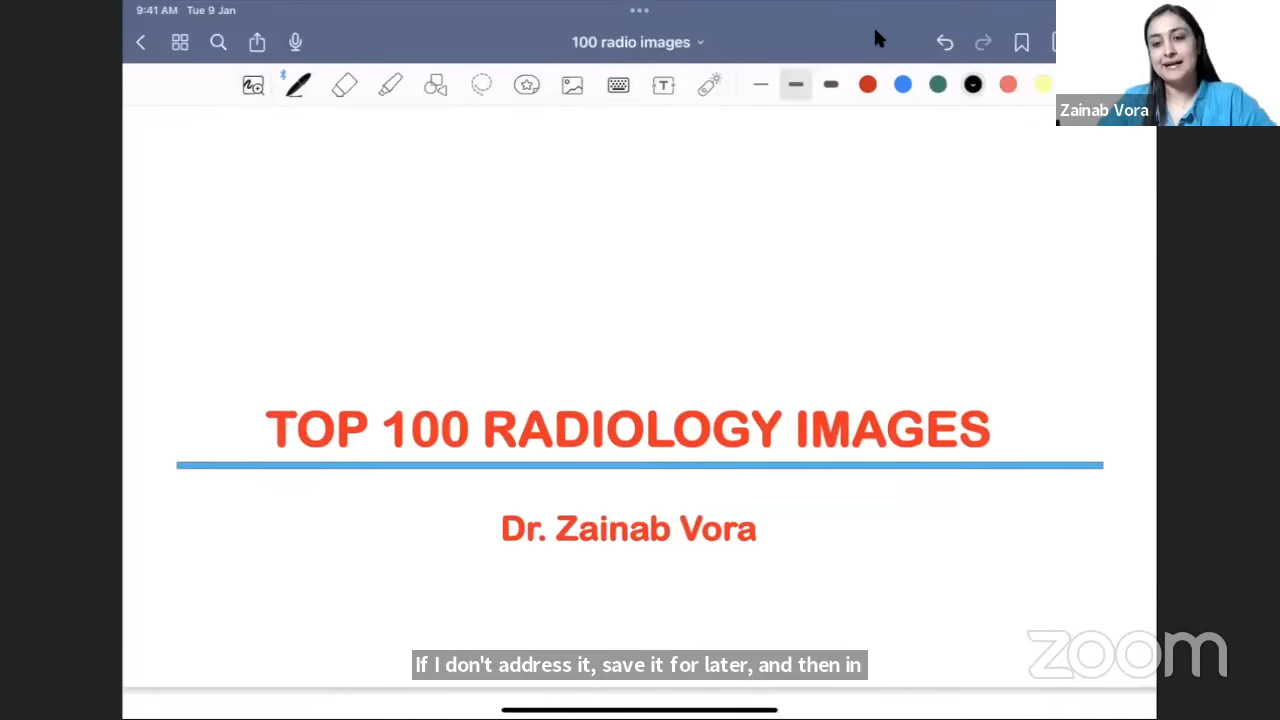 9:41 AM Tue 9 Jan
100 radio images
T
Zainab Vora
TOP 100 RADIOLOGY IMAGES
Dr. Zainab Vora
If I don't address it, save it for later, and then in
zoom